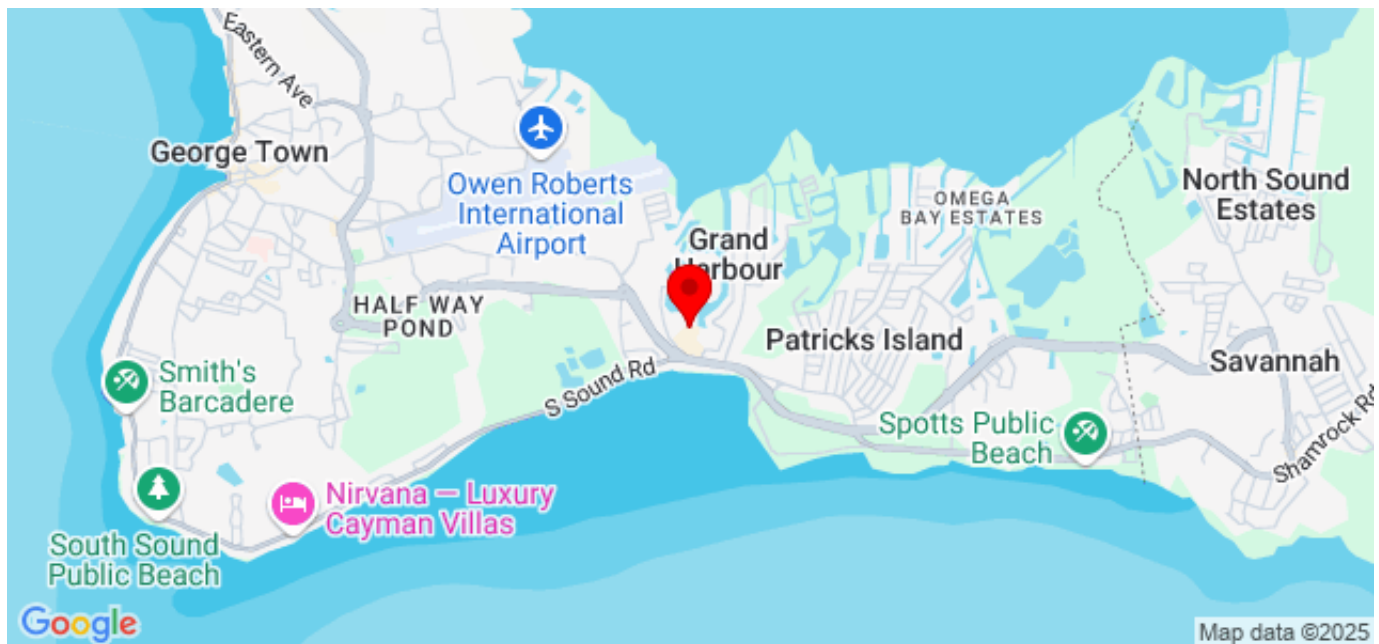 Eastern Ave
George Town
Owen Roberts
International
Airport
Grand
Harbour
OMEGA
BAY ESTATES
North Sound
Estates
HALF WAY
POND
Patricks Island
Savannah
Smith's
Barcadere
S Sound Rd
Spotts Public
Beach
Shamrock Rd
Nirvana — Luxury
Cayman Villas
South Sound
Public Beach
Google
Map data ©2025